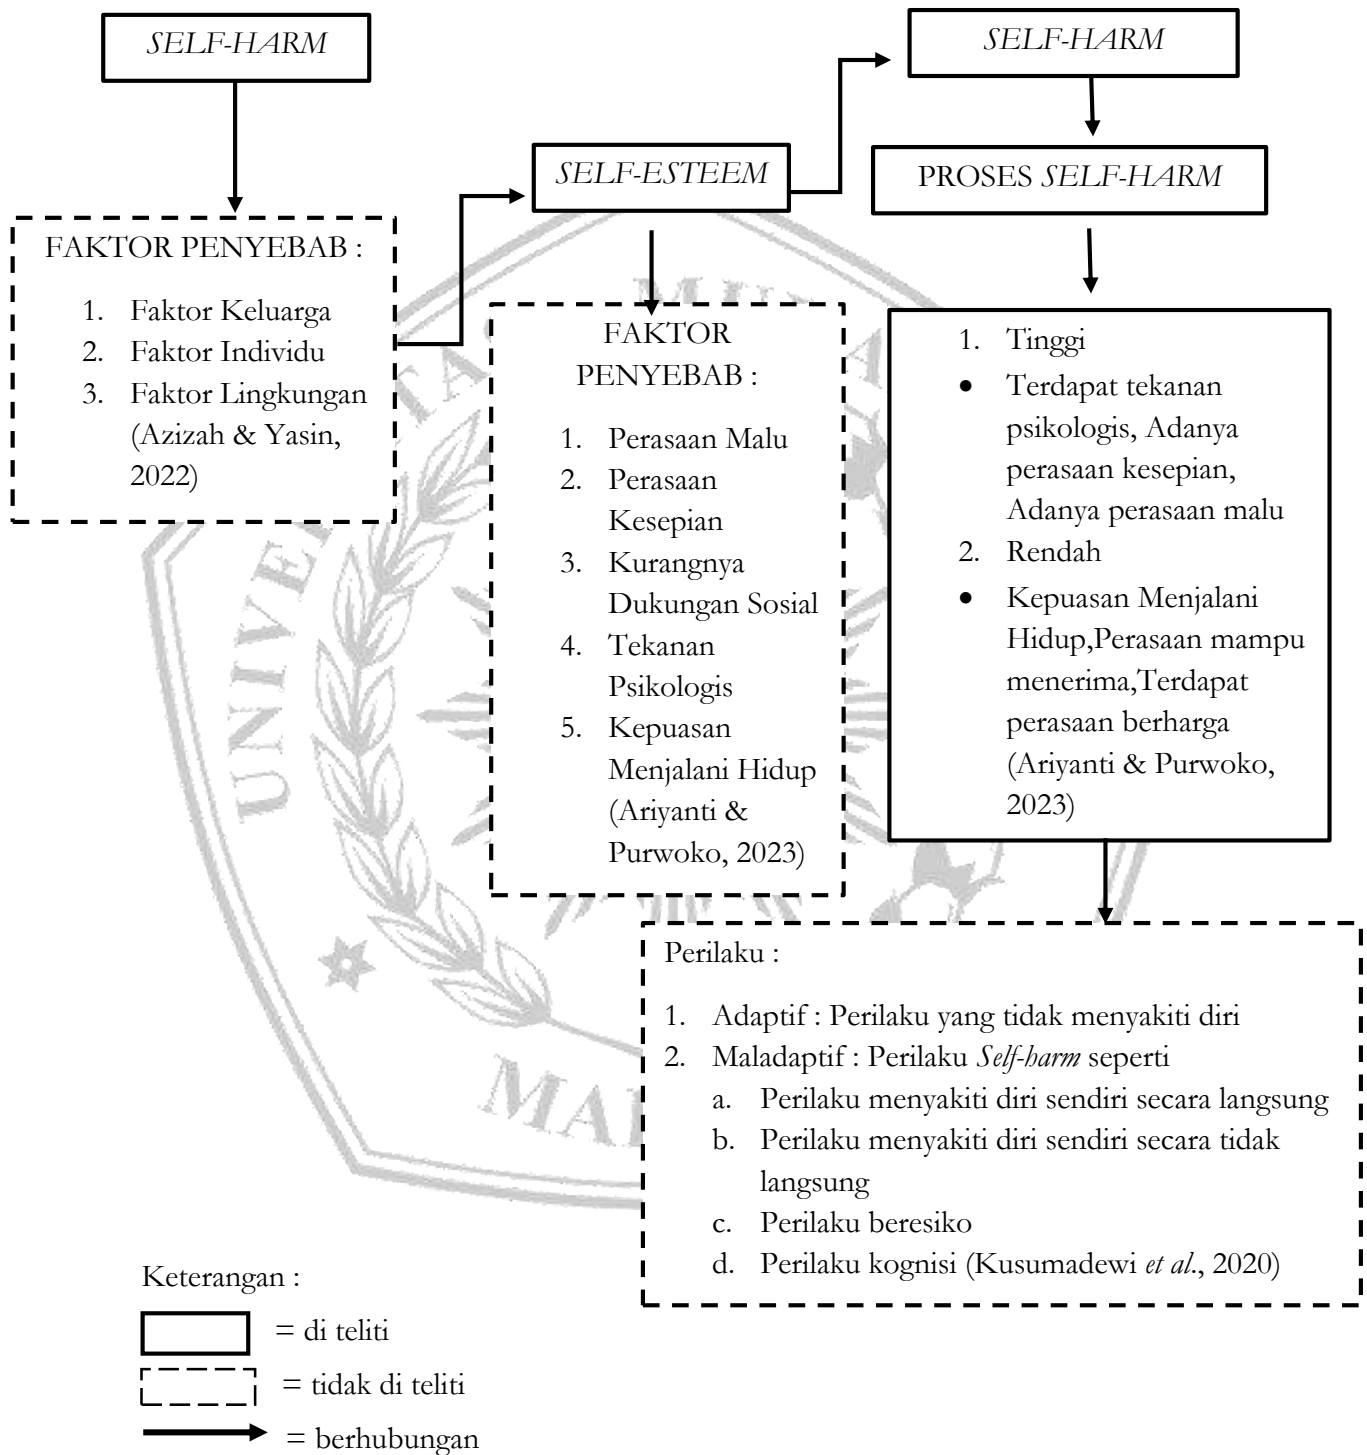 SELF-HARM
FAKTOR PENYEBAB :
1. Faktor Keluarga
2. Faktor Individu
3. Faktor Lingkungan
(Azizah & Yasin,
2022)
SELF-ESTEEM
FAKTOR
PENYEBAB :
1. Perasaan Malu
2. Perasaan
Kesepian
3. Kurangnya
Dukungan Sosial
4. Tekanan
Psikologis
5. Kepuasan
Menjalani Hidup
(Ariyanti &
Purwoko, 2023)
SELF-HARM
PROSES SELF-HARM
1. Tinggi
• Terdapat tekanan
psikologis, Adanya
perasaan kesepian,
Adanya perasaan malu
2. Rendah
• Kepuasan Menjalani
Hidup,Perasaan mampu
menerima,Terdapat
perasaan berharga
(Ariyanti & Purwoko,
2023)
Perilaku :
1. Adaptif : Perilaku yang tidak menyakiti diri
2. Maladaptif : Perilaku Self-harm seperti
a. Perilaku menyakiti diri sendiri secara langsung
b. Perilaku menyakiti diri sendiri secara tidak
langsung
c. Perilaku beresiko
d. Perilaku kognisi (Kusumadewi et al., 2020)
Keterangan :
= di teliti
= tidak di teliti
= berhubungan